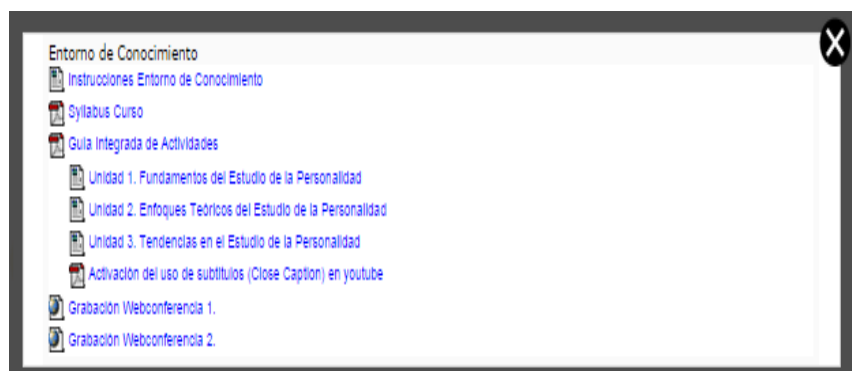 Entorno de Conocimiento
Instrucciones Entorno de Conocimiento
Syllabus Curso
Guía Integrada de Actividades
Unidad 1. Fundamentos del Estudio de la Personalidad
Unidad 2. Enfoques Teóricos del Estudio de la Personalidad
Unidad 3. Tendencias en el Estudio de la Personalidad
Activación del uso de subtítulos (Close Caption) en youtube
Grabación Webconferencia 1.
Grabación Webconferencia 2.